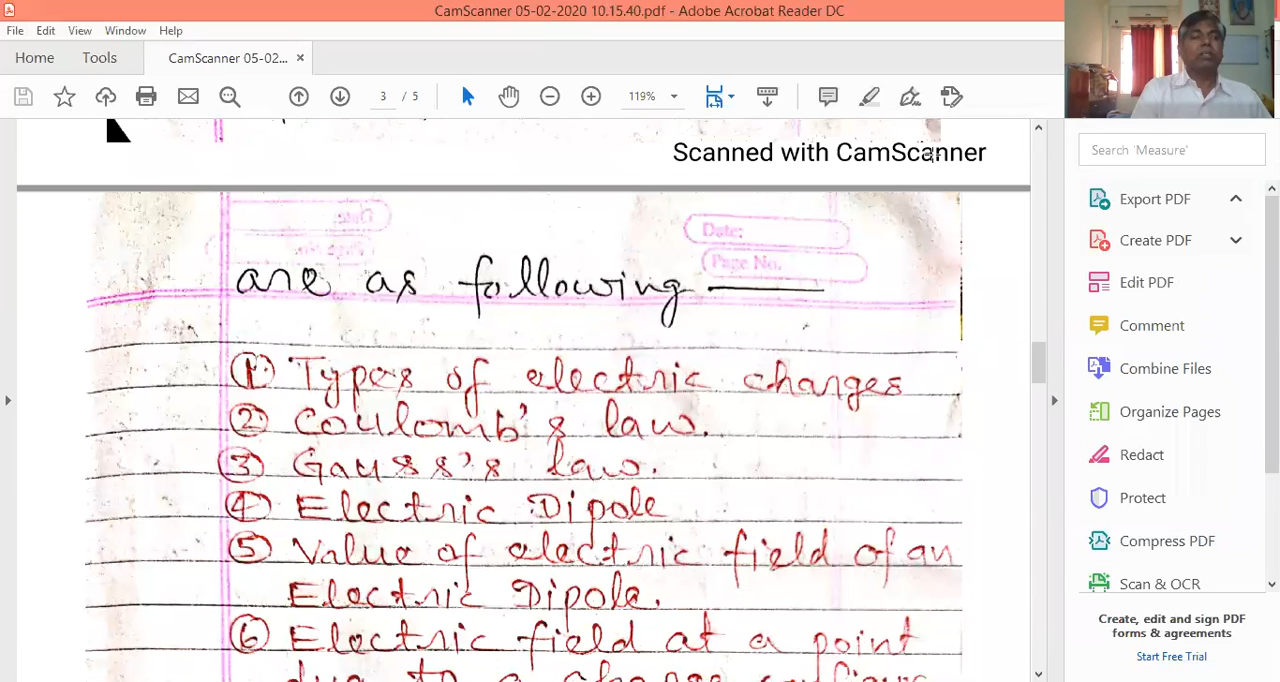 CamScanner 05-02-2020 10.15.40.pdf - Adobe Acrobat Reader DC
File Edit View Window Help
Home Tools CamScanner 05-02... ×
3 / 5 119%
Scanned with CamScanner
Date:
Page No.
are as following
① Types of electric charges
② Coulomb's law.
③ Gauss's law.
④ Electric Dipole
⑤ Value of electric field of an
Electric Dipole.
⑥ Electric field at a point
due to a charge
Search 'Measure'
Export PDF
Create PDF
Edit PDF
Comment
Combine Files
Organize Pages
Redact
Protect
Compress PDF
Scan & OCR
Create, edit and sign PDF
forms & agreements
Start Free Trial